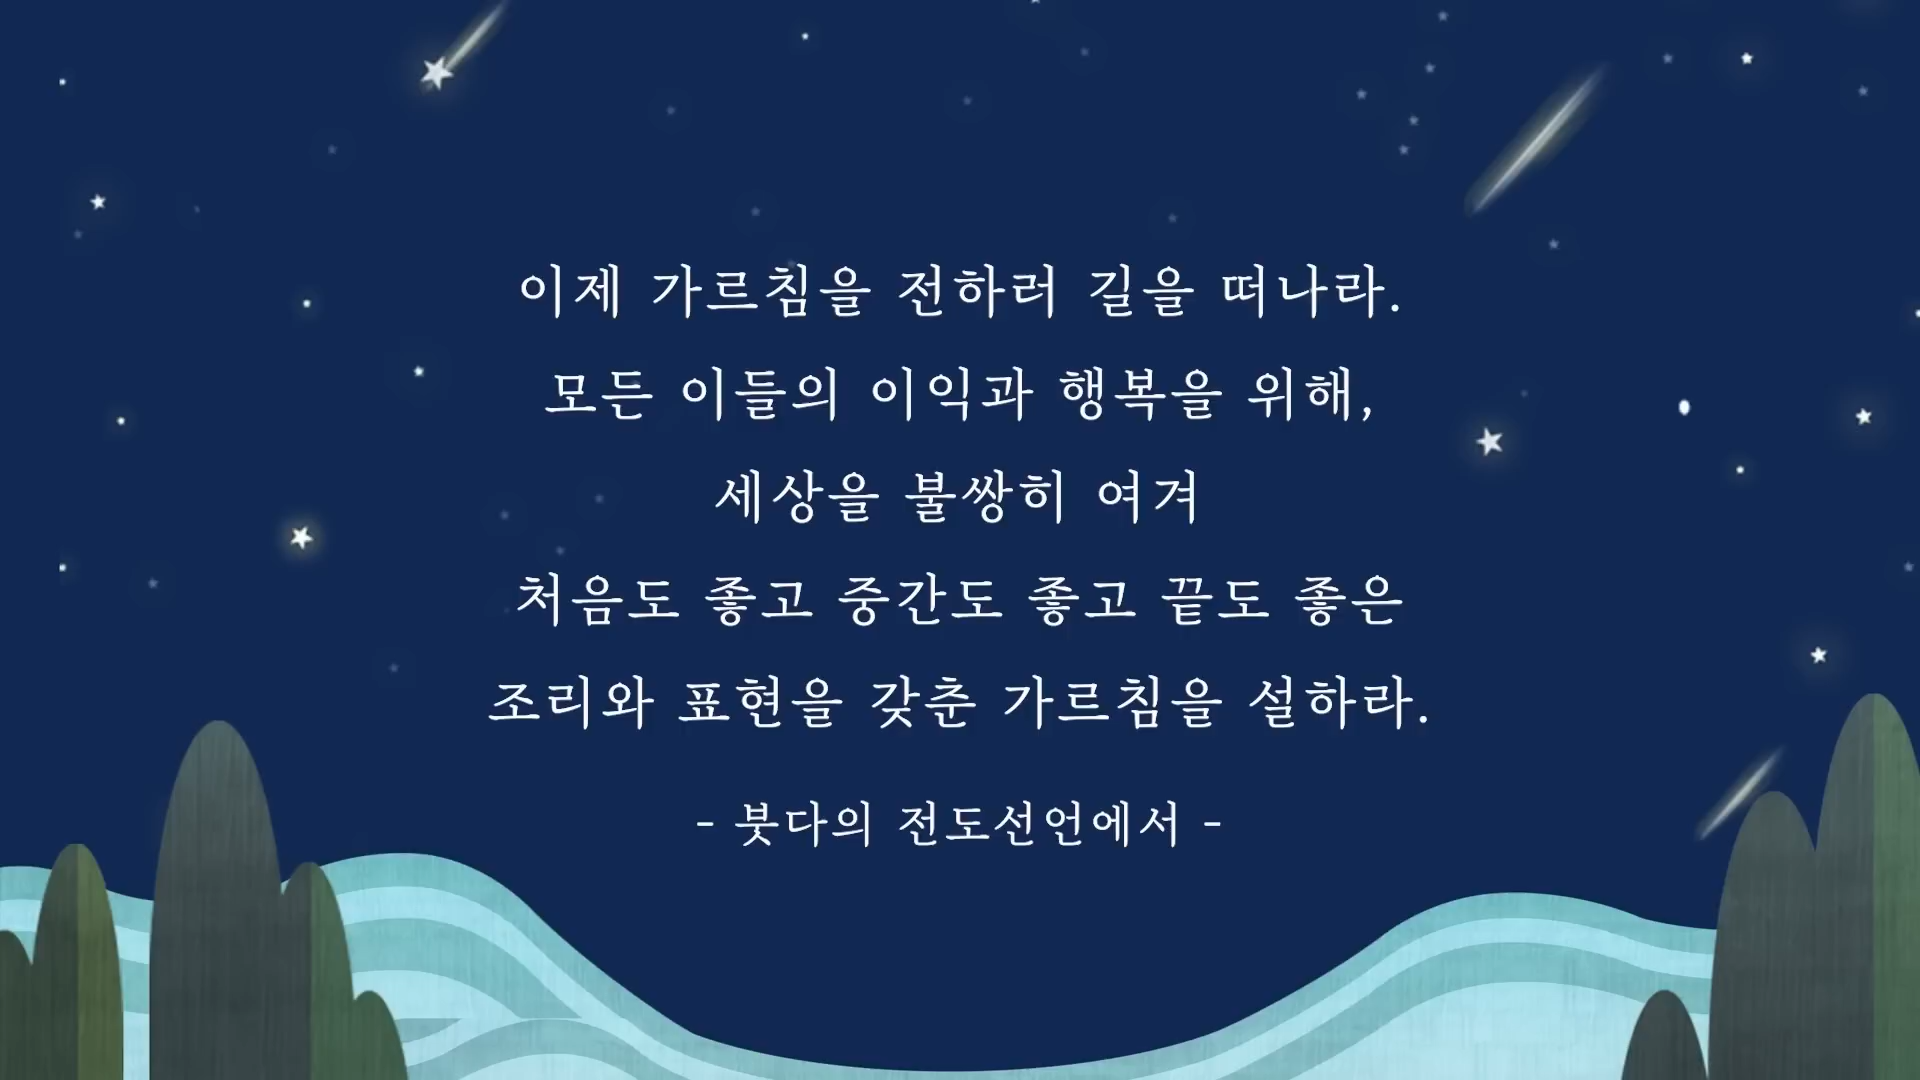 이제 가르침을 전하러 길을 떠나라.
모든 이들의 이익과 행복을 위해,
세상을 불쌍히 여겨
처음도 좋고 중간도 좋고 끝도 좋은
조리와 표현을 갖춘 가르침을 설하라.
- 붓다의 전도선언에서 -